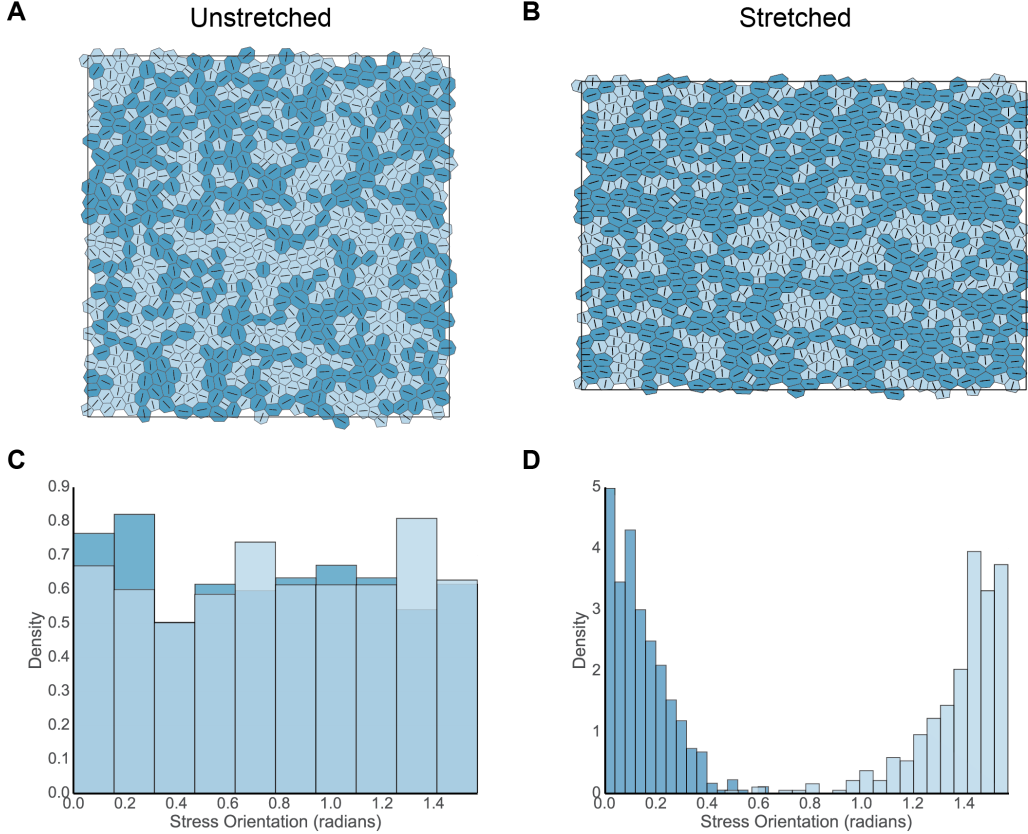 A
Unstretched
B
Stretched
C
0.9
0.8
0.7
0.6
0.5
0.4
0.3
0.2
0.1
0.0
Density
0.0 0.2 0.4 0.6 0.8 1.0 1.2 1.4
Stress Orientation (radians)
D
5
4
3
2
1
0
Density
0.0 0.2 0.4 0.6 0.8 1.0 1.2 1.4
Stress Orientation (radians)